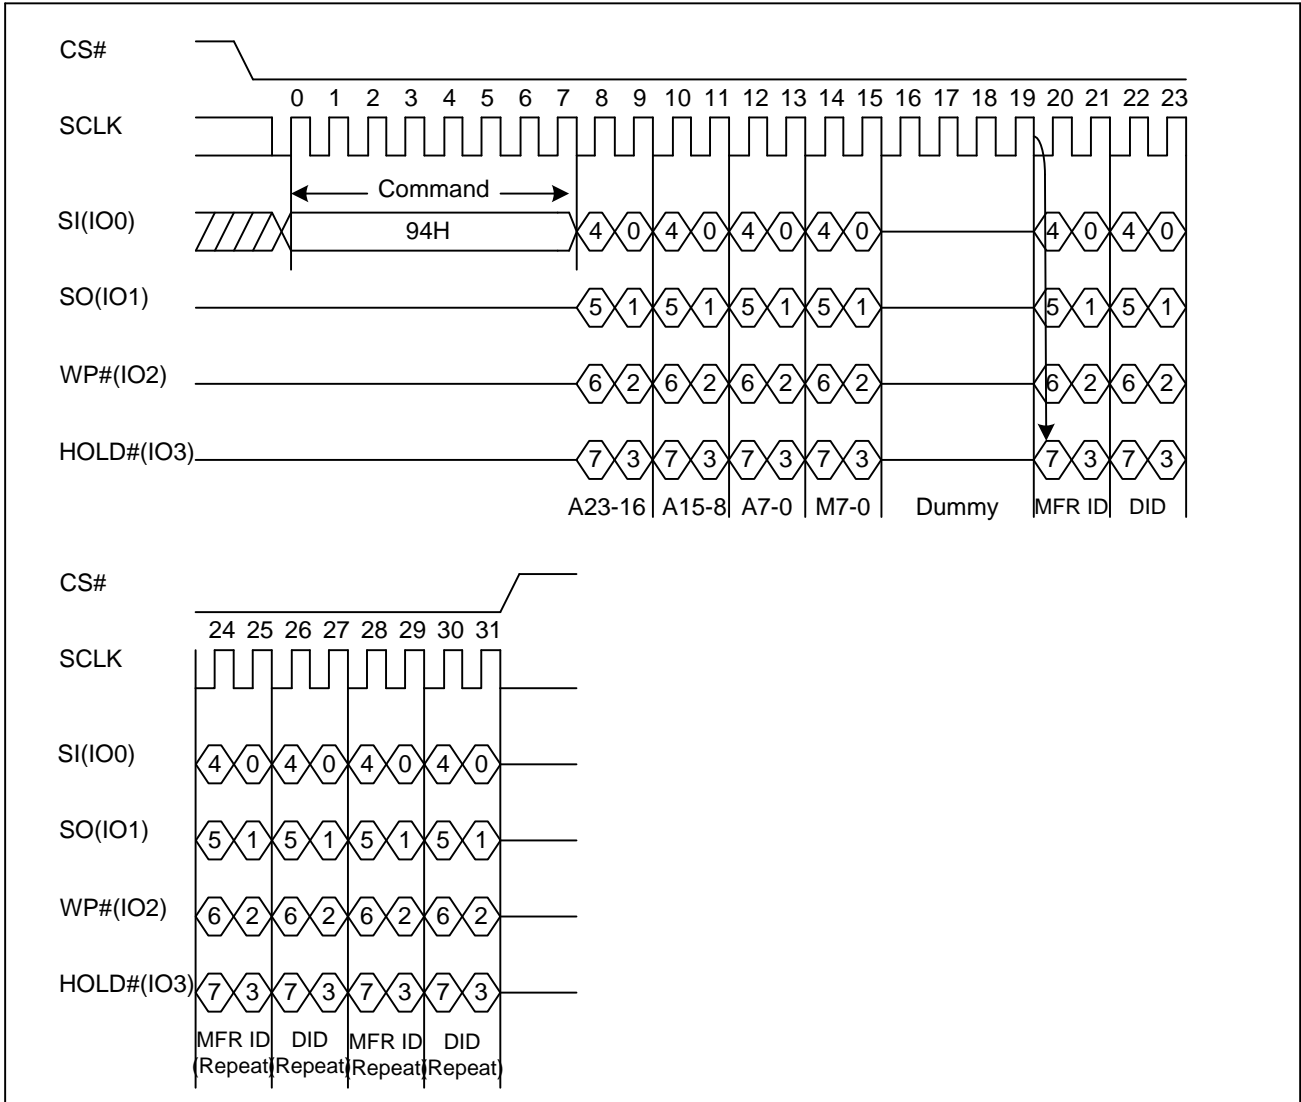 CS#
0 1 2 3 4 5 6 7 8 9 10 11 12 13 14 15 16 17 18 19 20 21 22 23
SCLK
Command
SI(IO0) 94H 4 0 4 0 4 0 4 0 4 0 4 0
SO(IO1) 5 1 5 1 5 1 5 1 5 1 5 1
WP#(IO2) 6 2 6 2 6 2 6 2 6 2 6 2
HOLD#(IO3) 7 3 7 3 7 3 7 3 7 3 7 3
A23-16 A15-8 A7-0 M7-0 Dummy MFR ID DID
CS#
24 25 26 27 28 29 30 31
SCLK
SI(IO0) 4 0 4 0 4 0 4 0
SO(IO1) 5 1 5 1 5 1 5 1
WP#(IO2) 6 2 6 2 6 2 6 2
HOLD#(IO3) 7 3 7 3 7 3 7 3
MFR ID DID MFR ID DID
(Repeat) (Repeat) (Repeat) (Repeat)